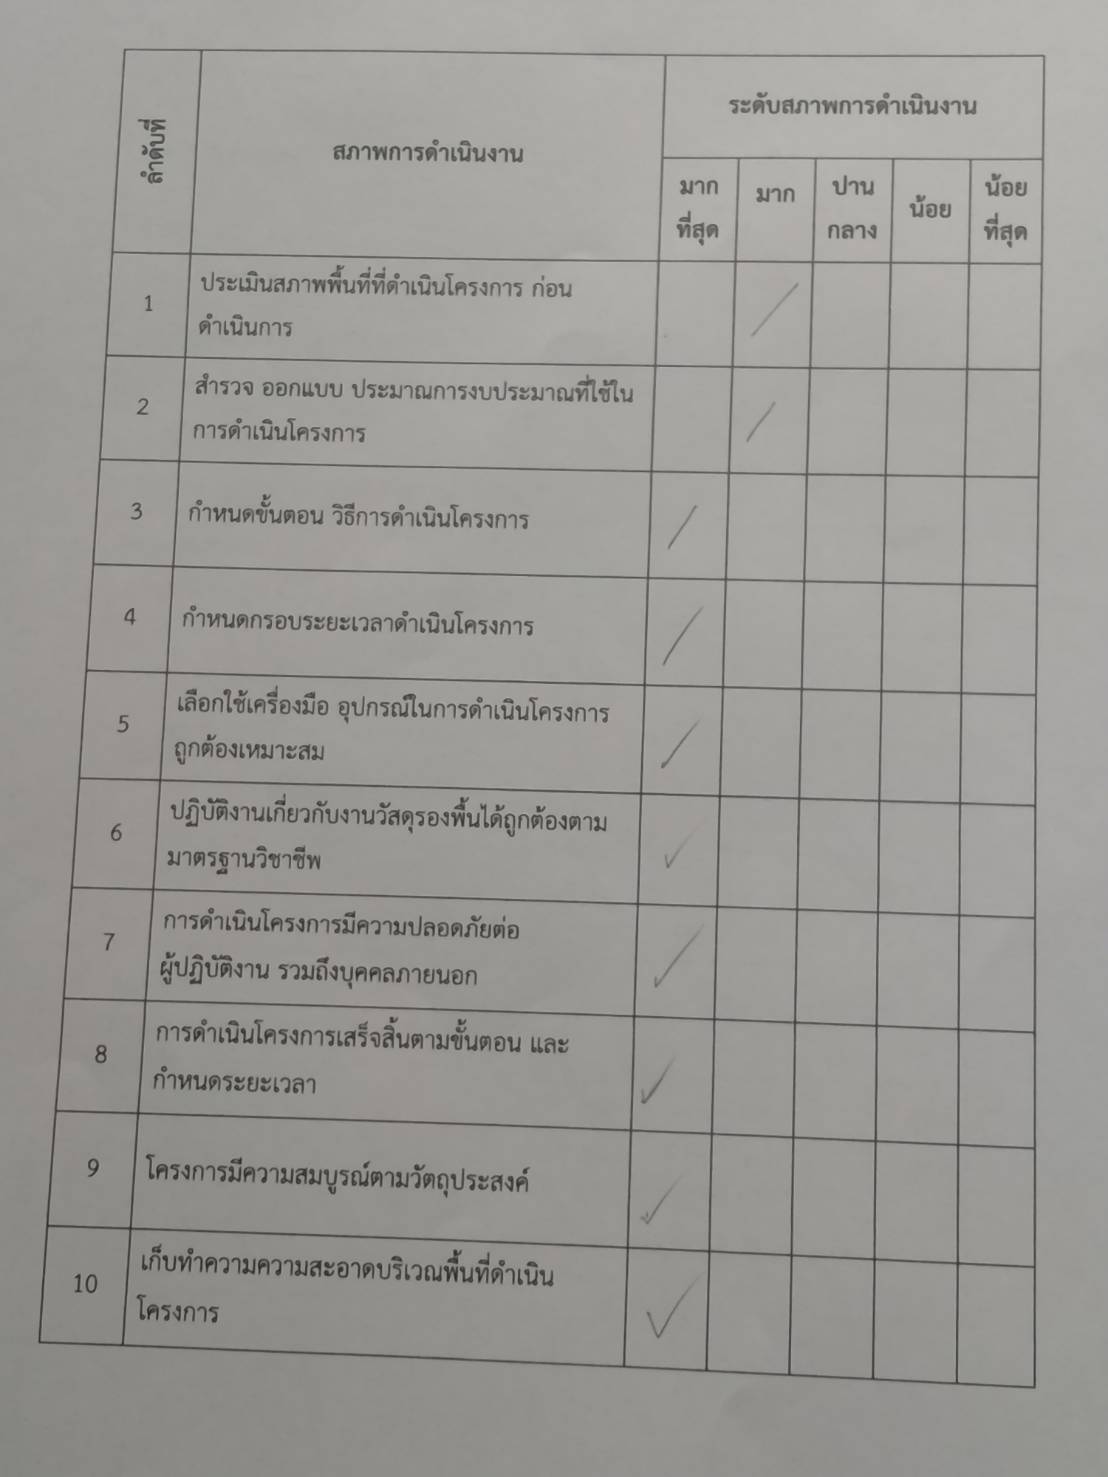 ลำดับที่
สภาพการดำเนินงาน
ระดับสภาพการดำเนินงาน
มาก
ที่สุด
มาก
ปาน
กลาง
น้อย
น้อย
ที่สุด
1
ประเมินสภาพพื้นที่ที่ดำเนินโครงการ ก่อน
ดำเนินการ
/
2
สำรวจ ออกแบบ ประมาณการงบประมาณที่ใช้ใน
การดำเนินโครงการ
/
3
กำหนดขั้นตอน วิธีการดำเนินโครงการ
/
4
กำหนดกรอบระยะเวลาดำเนินโครงการ
/
5
เลือกใช้เครื่องมือ อุปกรณ์ในการดำเนินโครงการ
ถูกต้องเหมาะสม
✓
6
ปฏิบัติงานเกี่ยวกับงานวัสดุรองพื้นได้ถูกต้องตาม
มาตรฐานวิชาชีพ
✓
7
การดำเนินโครงการมีความปลอดภัยต่อ
ผู้ปฏิบัติงาน รวมถึงบุคคลภายนอก
✓
8
การดำเนินโครงการเสร็จสิ้นตามขั้นตอน และ
กำหนดระยะเวลา
✓
9
โครงการมีความสมบูรณ์ตามวัตถุประสงค์
✓
10
เก็บทำความความสะอาดบริเวณพื้นที่ดำเนิน
โครงการ
✓